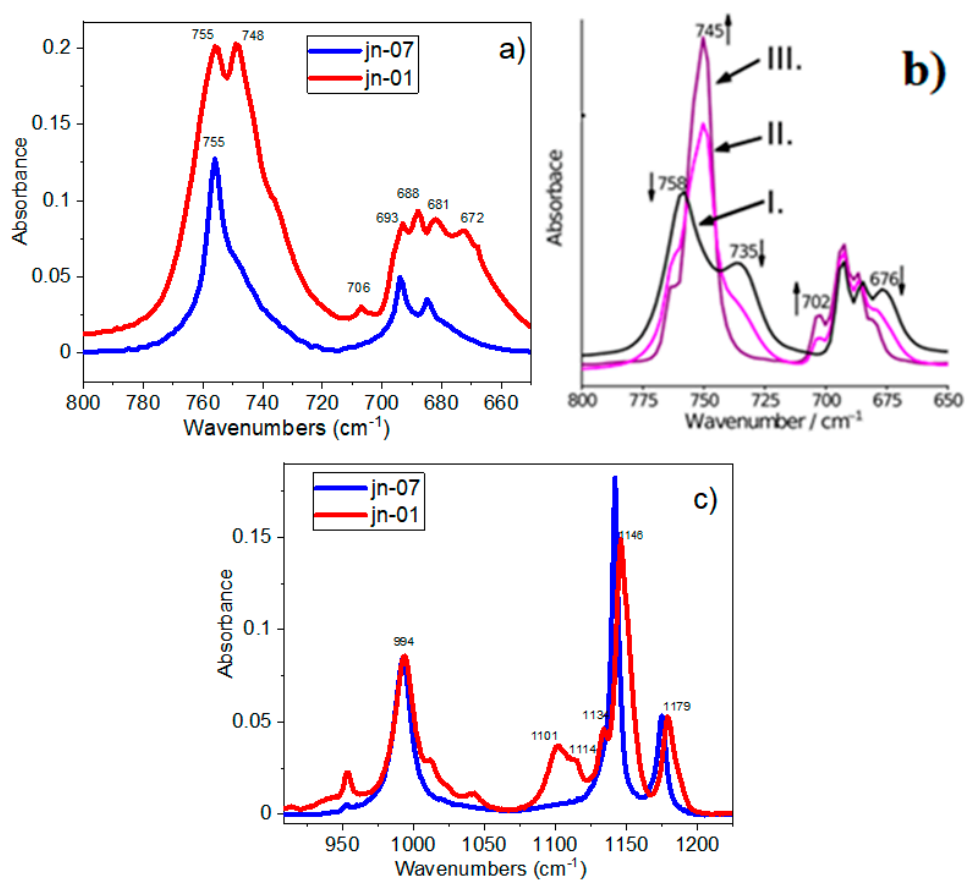 a)
755 748
jn-07
jn-01
755
693 688 681 672
706
0.2
0.15
0.1
0.05
0
Absorbance
800 780 760 740 720 700 680 660
Wavenumbers (cm⁻¹)
b)
745
III.
II.
758
I.
735
702 676
Absorbace
800 775 750 725 700 675 650
Wavenumber / cm⁻¹
c)
jn-07
jn-01
1146
994
1134
1101 1114
1179
0.15
0.1
0.05
0
Absorbance
950 1000 1050 1100 1150 1200
Wavenumbers (cm⁻¹)